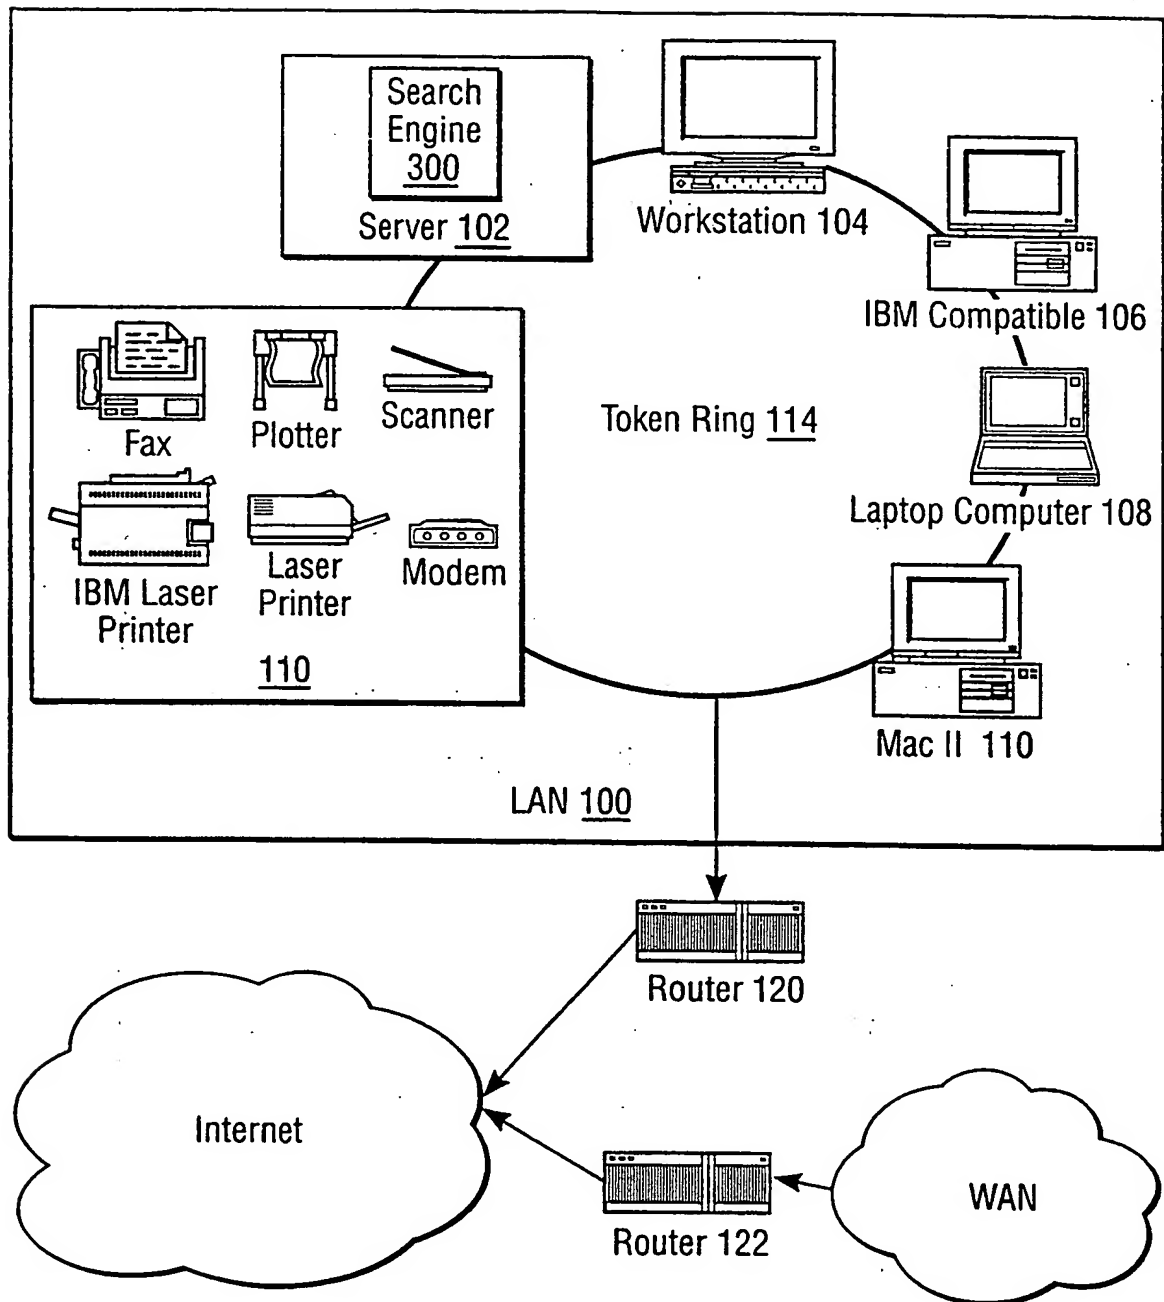 Search
Engine
300
Server 102
Workstation 104
IBM Compatible 106
Fax
Plotter
Scanner
Token Ring 114
Laptop Computer 108
IBM Laser
Printer
Laser
Printer
Modem
110
Mac II 110
LAN 100
Router 120
Internet
WAN
Router 122